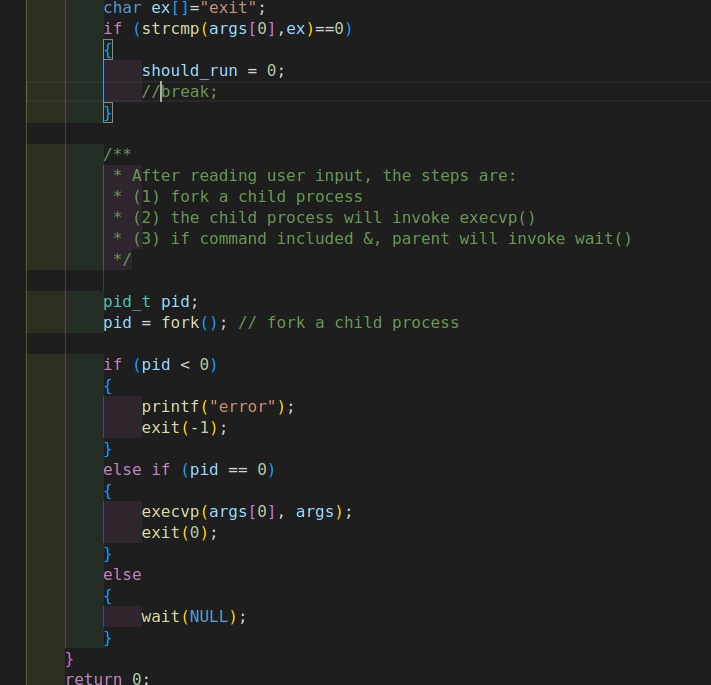 char ex[]="exit";
if (strcmp(args[0],ex)==0)
{
should_run = 0;
//break;
}
/**
* After reading user input, the steps are:
* (1) fork a child process
* (2) the child process will invoke execvp()
* (3) if command included &, parent will invoke wait()
*/
pid_t pid;
pid = fork(); // fork a child process
if (pid < 0)
{
printf("error");
exit(-1);
}
else if (pid == 0)
{
execvp(args[0], args);
exit(0);
}
else
{
wait(NULL);
}
}
return 0;